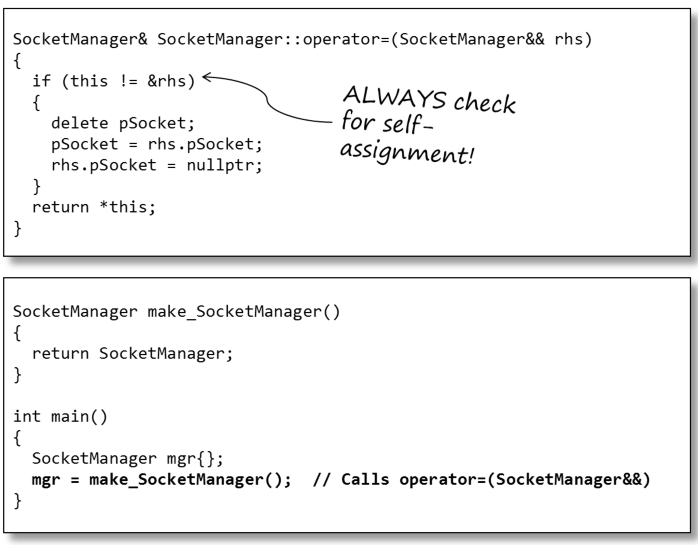 SocketManager& SocketManager::operator=(SocketManager&& rhs)
{
  if (this != &rhs)
  {
    delete pSocket;
    pSocket = rhs.pSocket;
    rhs.pSocket = nullptr;
  }
  return *this;
}
ALWAYS check
for self-
assignment!
SocketManager make_SocketManager()
{
  return SocketManager;
}

int main()
{
  SocketManager mgr{};
  mgr = make_SocketManager();  // Calls operator=(SocketManager&&)
}